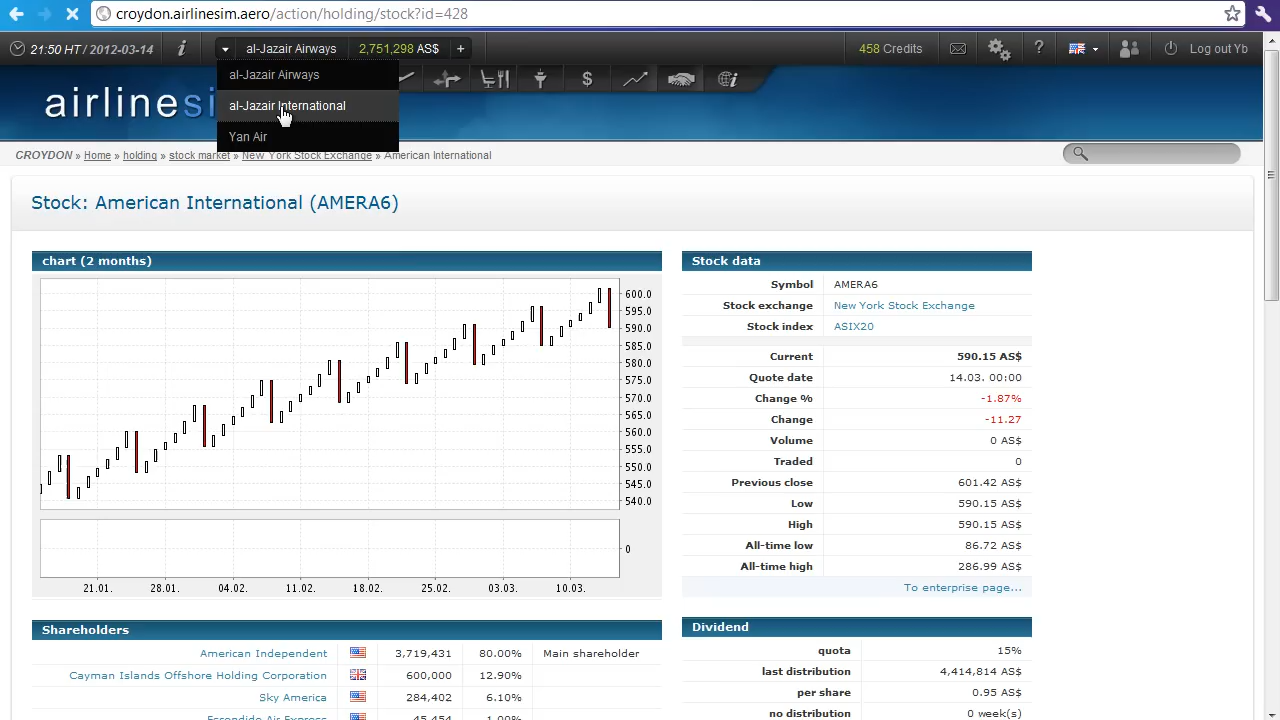 croydon.airlinesim.aero/action/holding/stock?id=428
21:50 HT / 2012-03-14
al-Jazair Airways
2,751,298 AS$ +
458 Credits
?
Log out Yb
al-Jazair Airways
al-Jazair International
Yan Air
airlinesi
$
CROYDON » Home » holding » stock market » New York Stock Exchange » American International
Stock: American International (AMERA6)
chart (2 months)
600.0
595.0
590.0
585.0
580.0
575.0
570.0
565.0
560.0
555.0
550.0
545.0
540.0
0
21.01. 28.01. 04.02. 11.02. 18.02. 25.02. 03.03. 10.03.
Stock data
Symbol AMERA6
Stock exchange New York Stock Exchange
Stock index ASIX20
Current 590.15 AS$
Quote date 14.03. 00:00
Change % -1.87%
Change -11.27
Volume 0 AS$
Traded 0
Previous close 601.42 AS$
Low 590.15 AS$
High 590.15 AS$
All-time low 86.72 AS$
All-time high 286.99 AS$
To enterprise page...
Shareholders
American Independent 3,719,431 80.00% Main shareholder
Cayman Islands Offshore Holding Corporation 600,000 12.90%
Sky America 284,402 6.10%
Escondido Air Express 45,454 1.00%
Dividend
quota 15%
last distribution 4,414,814 AS$
per share 0.95 AS$
no distribution 0 week(s)